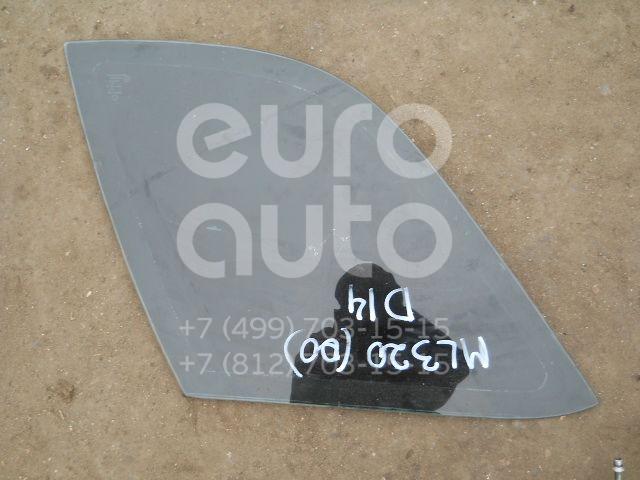 euro
auto
+7 (499) 703-15-15
+7 (812) 703-15-15
ML320 (00)
D14